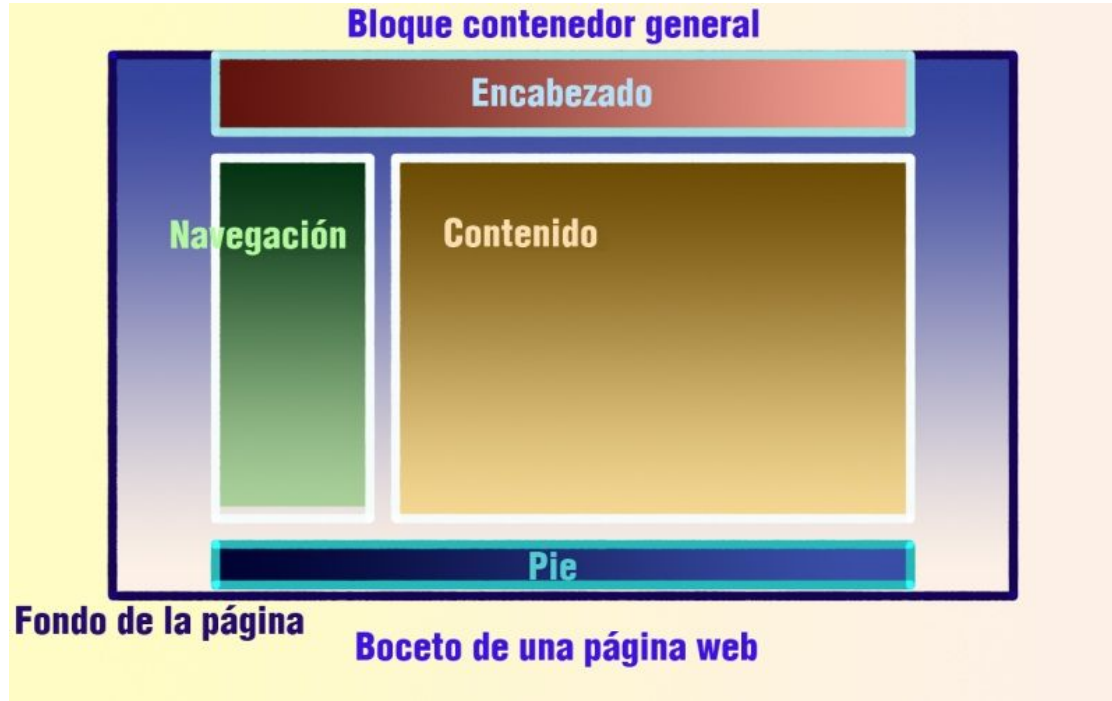 Bloque contenedor general
Encabezado
Navegación
Contenido
Pie
Fondo de la página
Boceto de una página web